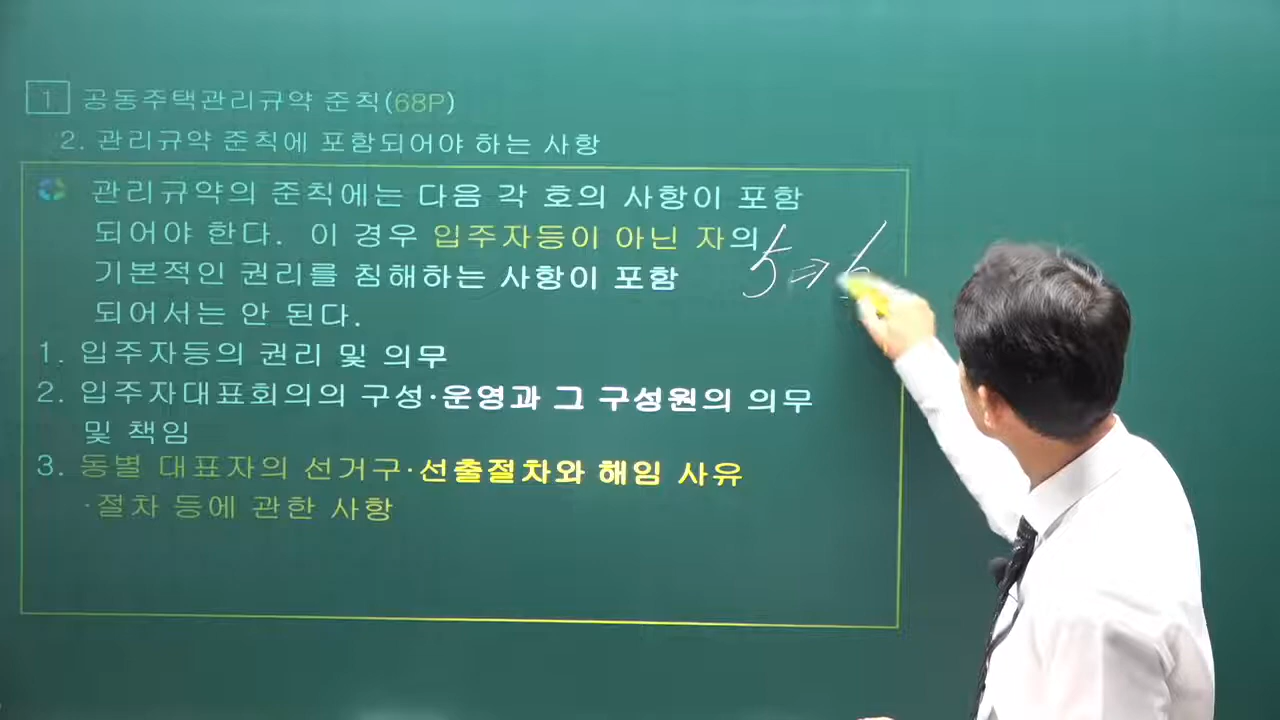 1 공동주택관리규약 준칙(68P)
2. 관리규약 준칙에 포함되어야 하는 사항
관리규약의 준칙에는 다음 각 호의 사항이 포함
되어야 한다. 이 경우 입주자등이 아닌 자의
기본적인 권리를 침해하는 사항이 포함
되어서는 안 된다.
5 ⇒ 6
1. 입주자등의 권리 및 의무
2. 입주자대표회의의 구성·운영과 그 구성원의 의무
및 책임
3. 동별 대표자의 선거구·선출절차와 해임 사유
·절차 등에 관한 사항